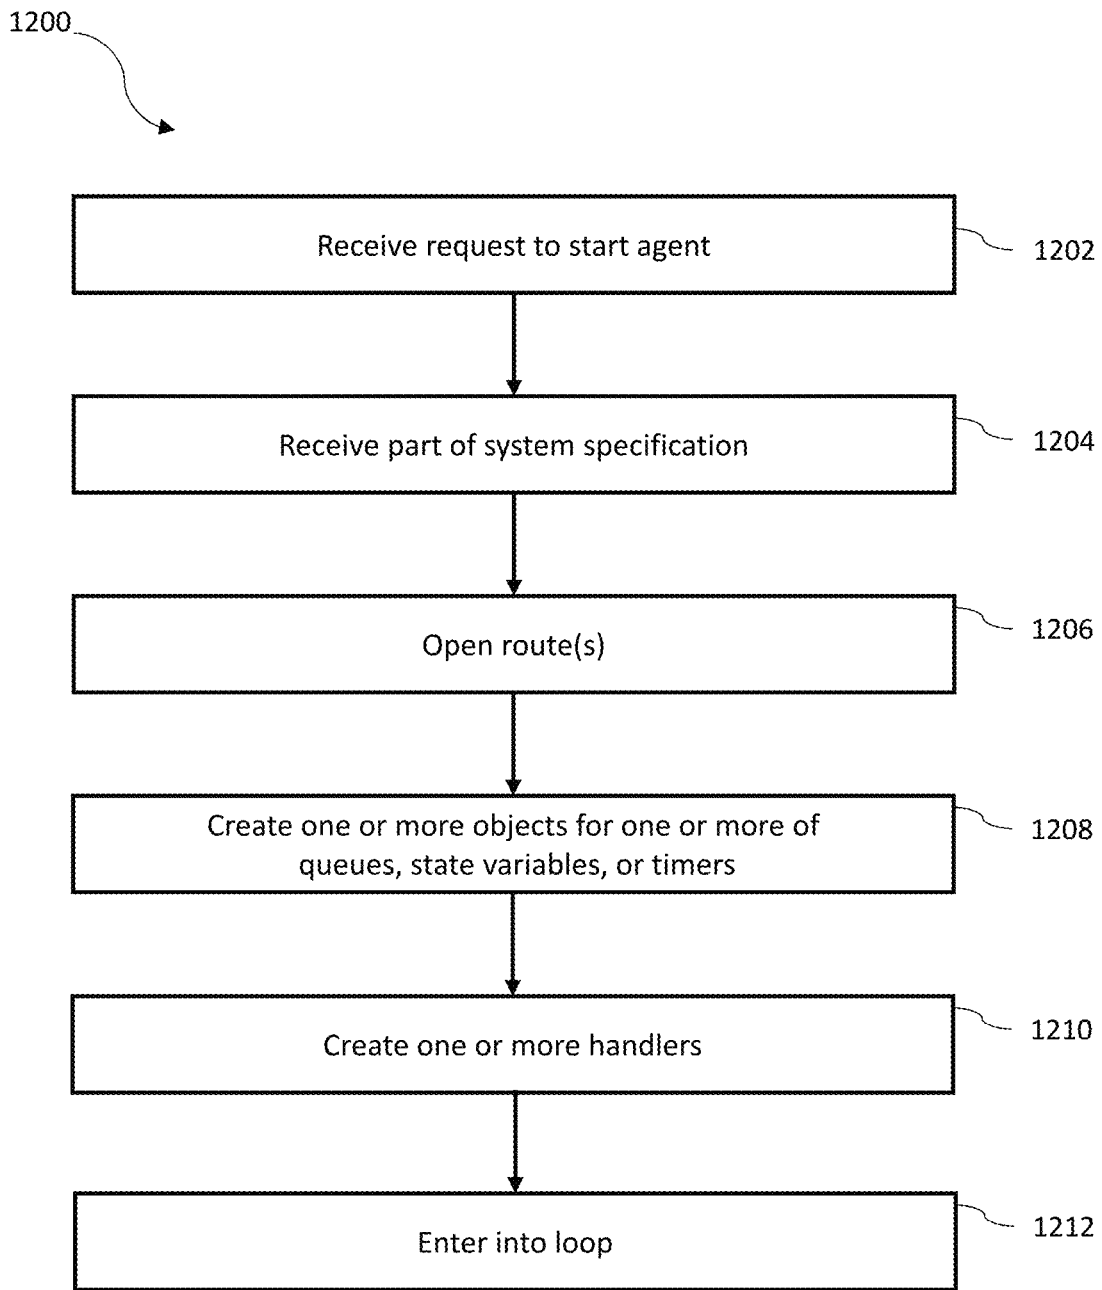 1200
Receive request to start agent
1202
Receive part of system specification
1204
Open route(s)
1206
Create one or more objects for one or more of
queues, state variables, or timers
1208
Create one or more handlers
1210
Enter into loop
1212